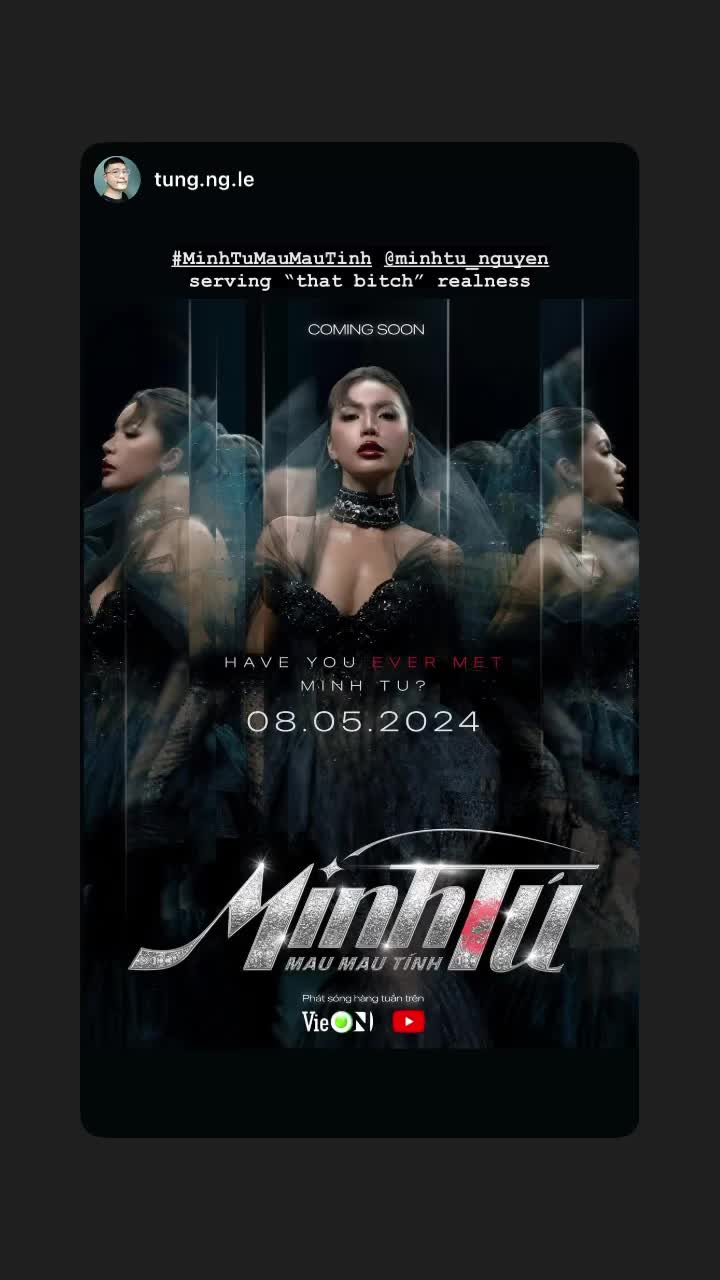 tung.ng.le
#MinhTuMauMauTinh @minhtu_nguyen
serving “that bitch” realness
COMING SOON
HAVE YOU EVER MET
MINH TU?
08.05.2024
Minh Tú
MAU MAU TÍNH
Phát sóng hàng tuần trên
VieON